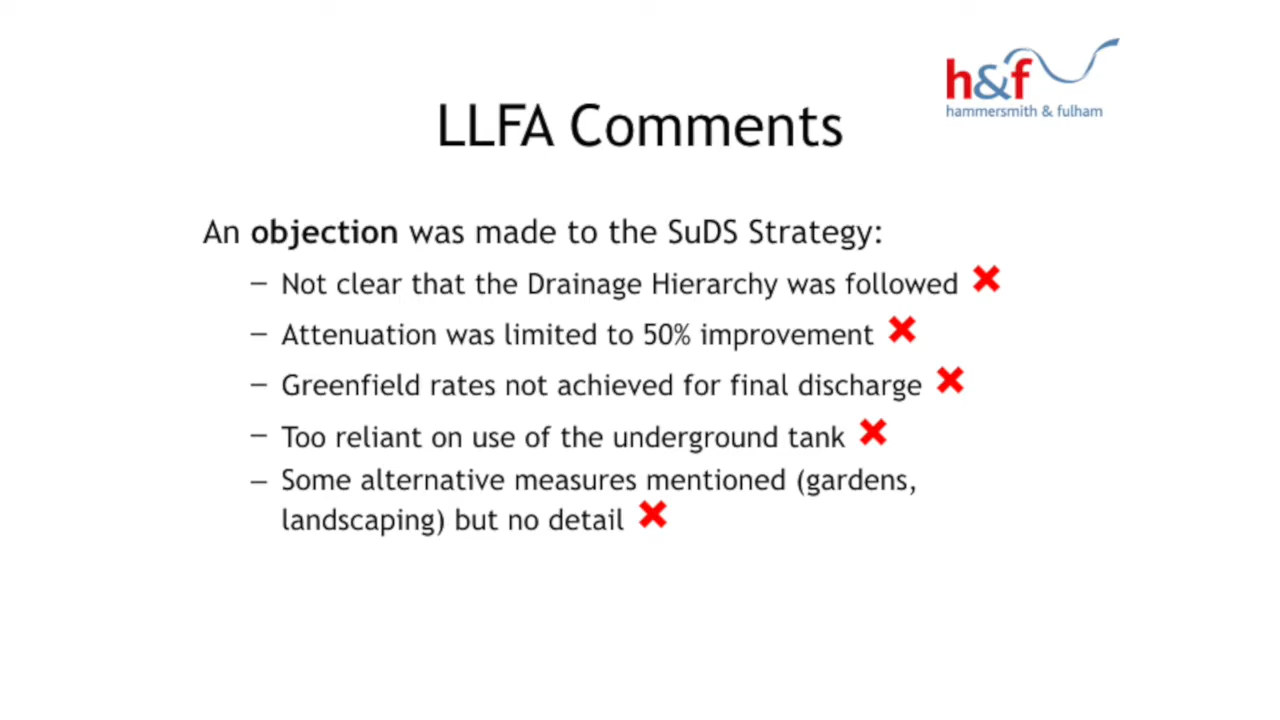 h&f
hammersmith & fulham
LLFA Comments
An objection was made to the SuDS Strategy:
– Not clear that the Drainage Hierarchy was followed ✖
– Attenuation was limited to 50% improvement ✖
– Greenfield rates not achieved for final discharge ✖
– Too reliant on use of the underground tank ✖
– Some alternative measures mentioned (gardens,
landscaping) but no detail ✖